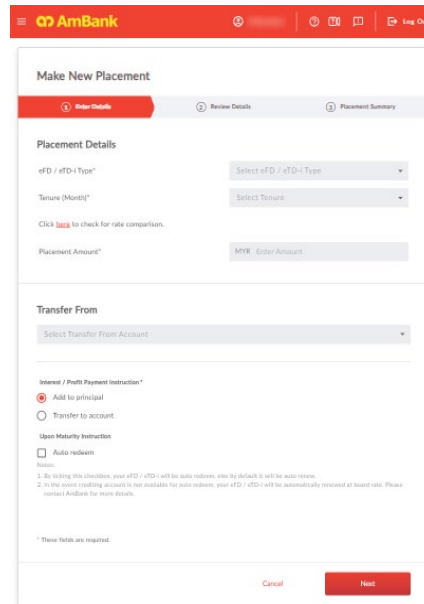 AmBank
Log Ou
Make New Placement
1 Enter Details
2 Review Details
3 Placement Summary
Placement Details
eFD / eTD-i Type*
Select eFD / eTD-i Type
Tenure (Month)*
Select Tenure
Click here to check for rate comparison.
Placement Amount*
MYR Enter Amount
Transfer From
Select Transfer From Account
Interest / Profit Payment Instruction *
Add to principal
Transfer to account
Upon Maturity Instruction
Auto redeem
Notes:
1. By ticking this checkbox, your eFD / eTD-i will be auto redeem, else by default it will be auto renew.
2. In the event crediting account is not available for auto redeem, your eFD / eTD-i will be automatically renewed at board rate. Please
contact AmBank for more details.
* These fields are required.
Cancel
Next